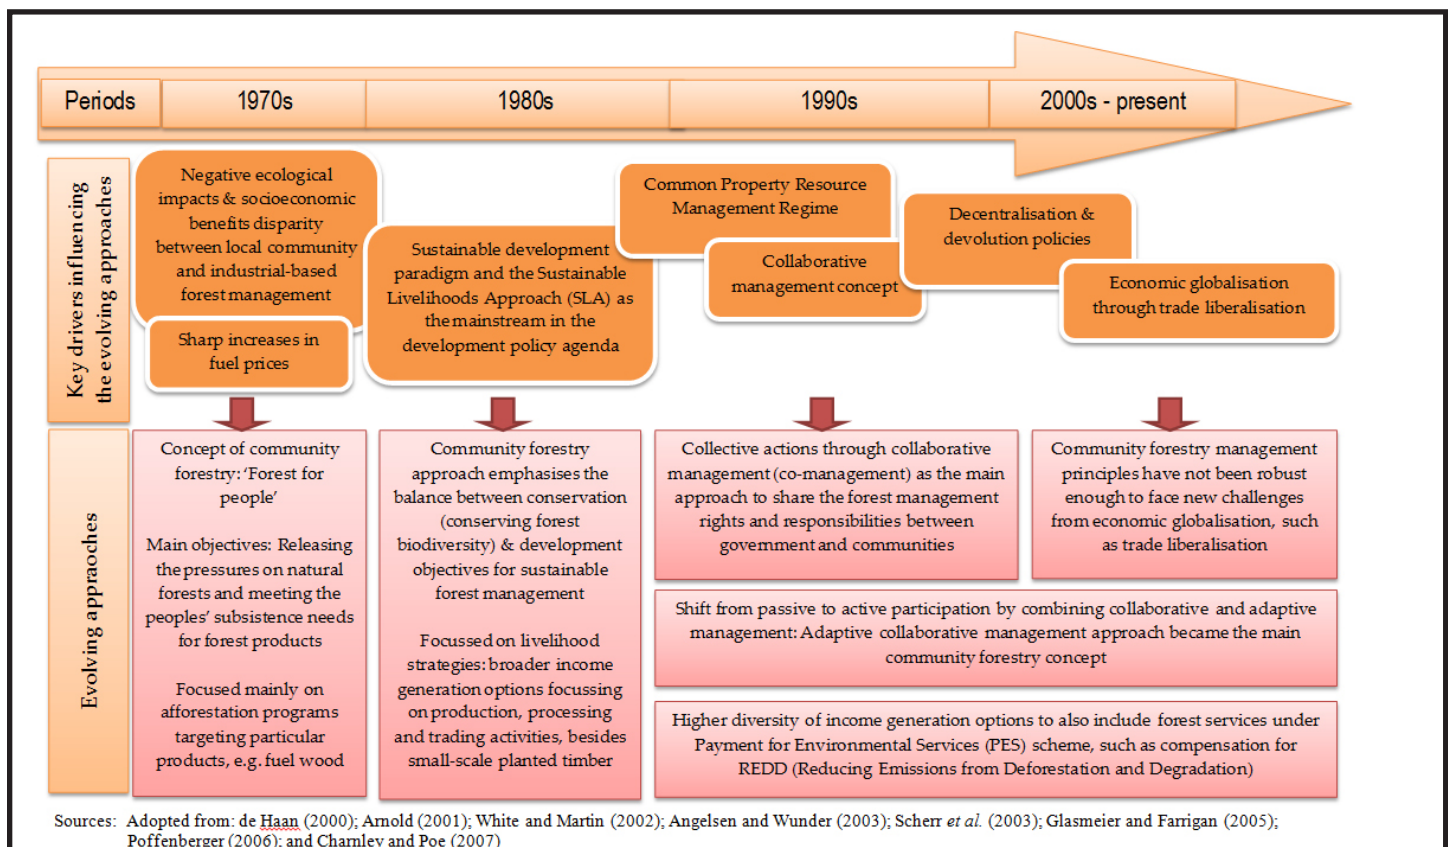 Periods
1970s
1980s
1990s
2000s - present
Key drivers influencing
the evolving approaches
Negative ecological
impacts & socioeconomic
benefits disparity
between local community
and industrial-based
forest management
Sharp increases in
fuel prices
Sustainable development
paradigm and the Sustainable
Livelihoods Approach (SLA) as
the mainstream in the
development policy agenda
Common Property Resource
Management Regime
Collaborative
management concept
Decentralisation &
devolution policies
Economic globalisation
through trade liberalisation
Evolving appraoches
Concept of community
forestry: ‘Forest for
people’
Main objectives: Releasing
the pressures on natural
forests and meeting the
peoples’ subsistence needs
for forest products
Focused mainly on
afforestation programs
targeting particular
products, e.g. fuel wood
Community forestry
approach emphasises the
balance between conservation
(conserving forest
biodiversity) & development
objectives for sustainable
forest management
Focussed on livelihood
strategies: broader income
generation options focussing
on production, processing
and trading activities, besides
small-scale planted timber
Collective actions through collaborative
management (co-management) as the main
approach to share the forest management
rights and responsibilities between
government and communities
Community forestry management
principles have not been robust
enough to face new challenges
from economic globalisation, such
as trade liberalisation
Shift from passive to active participation by combining collaborative and adaptive
management: Adaptive collaborative management approach became the main
community forestry concept
Higher diversity of income generation options to also include forest services under
Payment for Environmental Services (PES) scheme, such as compensation for
REDD (Reducing Emissions from Deforestation and Degradation)
Sources: Adopted from: de Haan (2000); Arnold (2001); White and Martin (2002); Angelsen and Wunder (2003); Scherr et al. (2003); Glasmeier and Farrigan (2005);
Poffenberger (2006); and Charnley and Poe (2007)